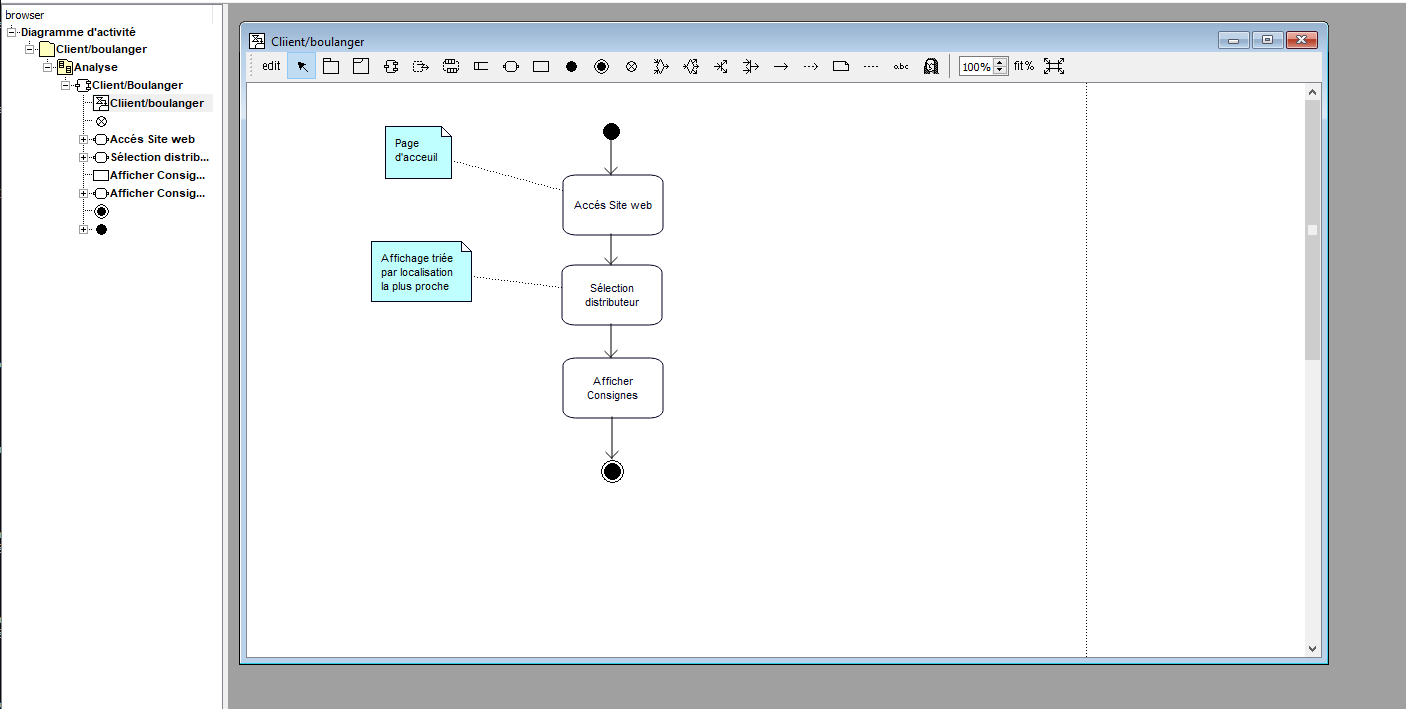 browser
Diagramme d'activité
Client/boulanger
Analyse
Client/Boulanger
Cliient/boulanger
Accés Site web
Sélection distrib...
Afficher Consig...
Afficher Consig...
Cliient/boulanger
edit
abc
100%
fit%
Page
d'acceuil
Accés Site web
Affichage triée
par localisation
la plus proche
Sélection
distributeur
Afficher
Consignes